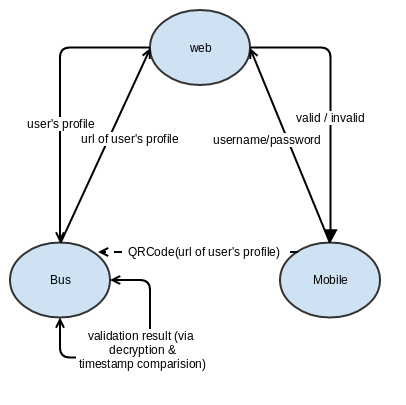 web
user's profile
valid / invalid
url of user's profile
username/password
QRCode(url of user's profile)
Bus
Mobile
validation result (via
decryption &
timestamp comparision)